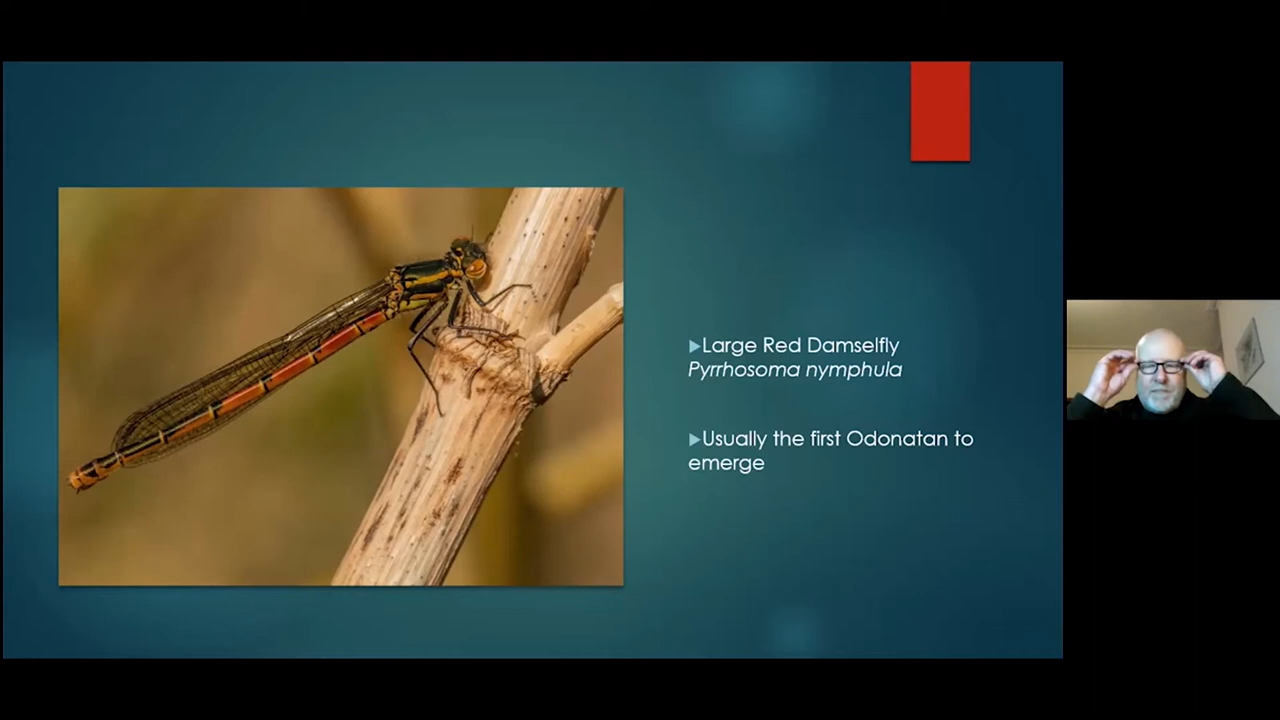 Large Red Damselfly
Pyrrhosoma nymphula
Usually the first Odonatan to
emerge